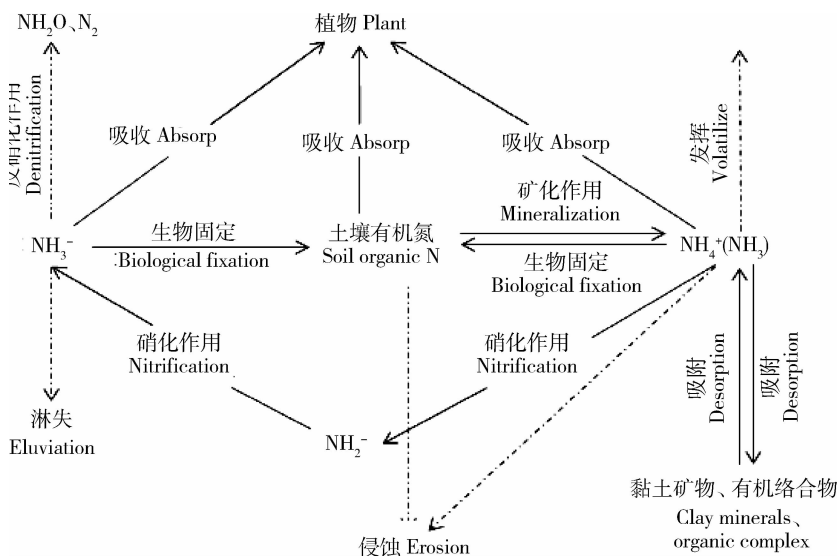 NH₂O、N₂
植物 Plant
反硝化作用
Denitrification
吸收 Absorp
吸收 Absorp
吸收 Absorp
发挥
Volatilize
矿化作用
Mineralization
NH₃⁻
生物固定
Biological fixation
土壤有机氮
Soil organic N
NH₄⁺(NH₃)
生物固定
Biological fixation
硝化作用
Nitrification
硝化作用
Nitrification
吸附
Desorption
吸附
Desorption
淋失
Eluviation
NH₂⁻
黏土矿物、有机络合物
Clay minerals、
organic complex
侵蚀 Erosion